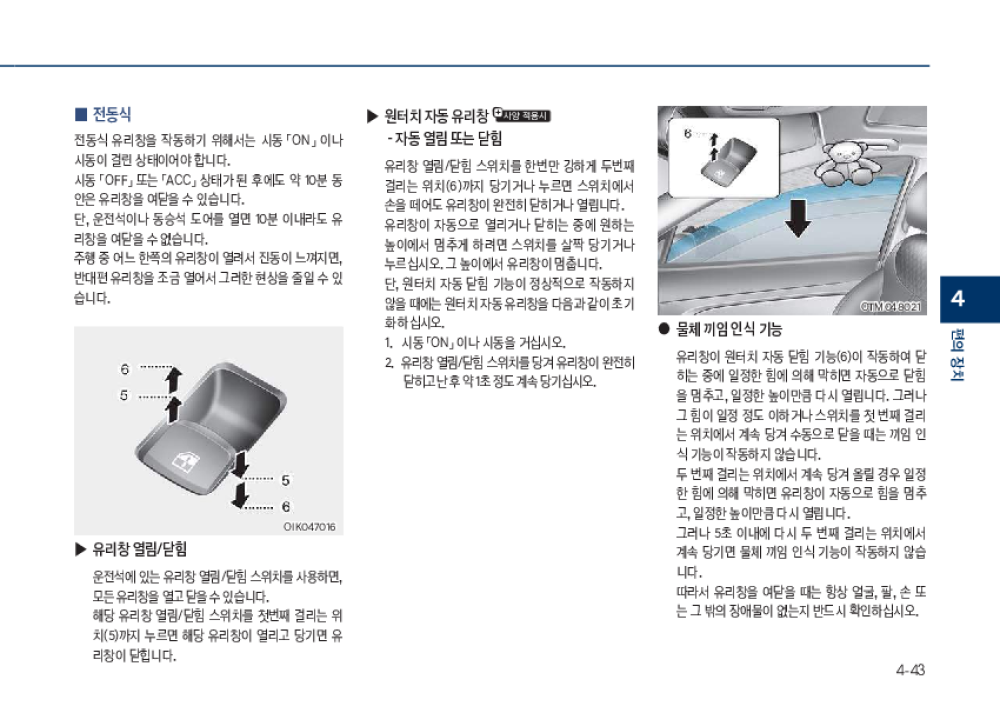 ■ 전동식
전동식 유리창을 작동하기 위해서는 시동 「ON」 이나
시동이 걸린 상태이어야 합니다.
시동 「OFF」 또는 「ACC」 상태가 된 후에도 약 10분 동
안은 유리창을 여닫을 수 있습니다.
단, 운전석이나 동승석 도어를 열면 10분 이내라도 유
리창을 여닫을 수 없습니다.
주행 중 어느 한쪽의 유리창이 열려서 진동이 느껴지면,
반대편 유리창을 조금 열어서 그러한 현상을 줄일 수 있
습니다.
6
5
5
6
OIK047016
▶ 유리창 열림/닫힘
운전석에 있는 유리창 열림/닫힘 스위치를 사용하면,
모든 유리창을 열고 닫을 수 있습니다.
해당 유리창 열림/닫힘 스위치를 첫번째 걸리는 위
치(5)까지 누르면 해당 유리창이 열리고 당기면 유
리창이 닫힙니다.
▶ 원터치 자동 유리창 사양 적용시
- 자동 열림 또는 닫힘
유리창 열림/닫힘 스위치를 한번만 강하게 두번째
걸리는 위치(6)까지 당기거나 누르면 스위치에서
손을 떼어도 유리창이 완전히 닫히거나 열립니다.
유리창이 자동으로 열리거나 닫히는 중에 원하는
높이에서 멈추게 하려면 스위치를 살짝 당기거나
누르십시오. 그 높이에서 유리창이 멈춥니다.
단, 원터치 자동 닫힘 기능이 정상적으로 작동하지
않을 때에는 원터치 자동 유리창을 다음과 같이 초기
화 하십시오.
1. 시동 「ON」 이나 시동을 거십시오.
2. 유리창 열림/닫힘 스위치를 당겨 유리창이 완전히
닫히고 난 후 약 1초 정도 계속 당기십시오.
6
OTM048021
● 물체 끼임 인식 기능
유리창이 원터치 자동 닫힘 기능(6)이 작동하여 닫
히는 중에 일정한 힘에 의해 막히면 자동으로 닫힘
을 멈추고, 일정한 높이만큼 다시 열립니다. 그러나
그 힘이 일정 정도 이하거나 스위치를 첫 번째 걸리
는 위치에서 계속 당겨 수동으로 닫을 때는 끼임 인
식 기능이 작동하지 않습니다.
두 번째 걸리는 위치에서 계속 당겨 올릴 경우 일정
한 힘에 의해 막히면 유리창이 자동으로 힘을 멈추
고, 일정한 높이만큼 다시 열립니다.
그러나 5초 이내에 다시 두 번째 걸리는 위치에서
계속 당기면 물체 끼임 인식 기능이 작동하지 않습
니다.
따라서 유리창을 여닫을 때는 항상 얼굴, 팔, 손 또
는 그 밖의 장애물이 없는지 반드시 확인하십시오.
4
편의 장치
4-43